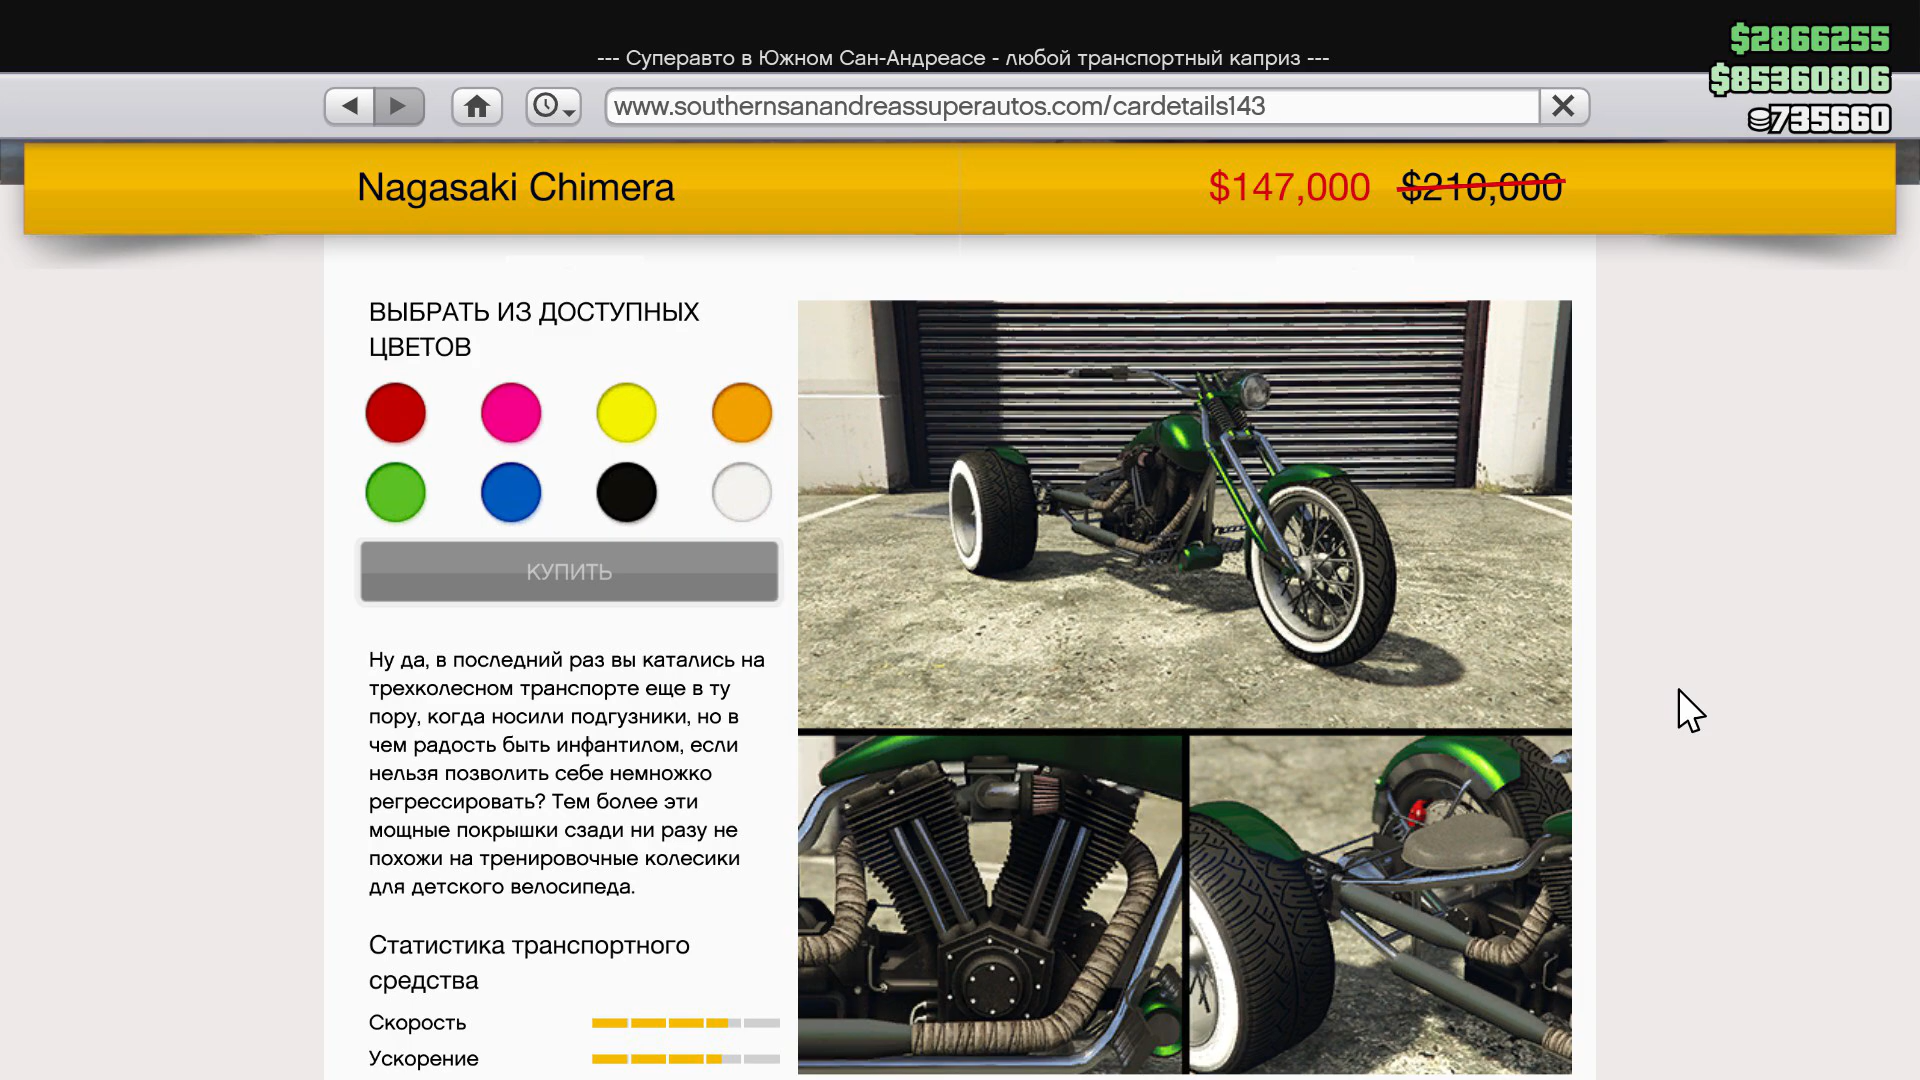 --- Суперавто в Южном Сан-Андреасе - любой транспортный каприз ---
$2866255
$85360806
735660
www.southernsanandreassuperautos.com/cardetails143
Nagasaki Chimera
$147,000 $210,000
ВЫБРАТЬ ИЗ ДОСТУПНЫХ
ЦВЕТОВ
КУПИТЬ
Ну да, в последний раз вы катались на
трехколесном транспорте еще в ту
пору, когда носили подгузники, но в
чем радость быть инфантилом, если
нельзя позволить себе немножко
регрессировать? Тем более эти
мощные покрышки сзади ни разу не
похожи на тренировочные колесики
для детского велосипеда.
Статистика транспортного
средства
Скорость
Ускорение